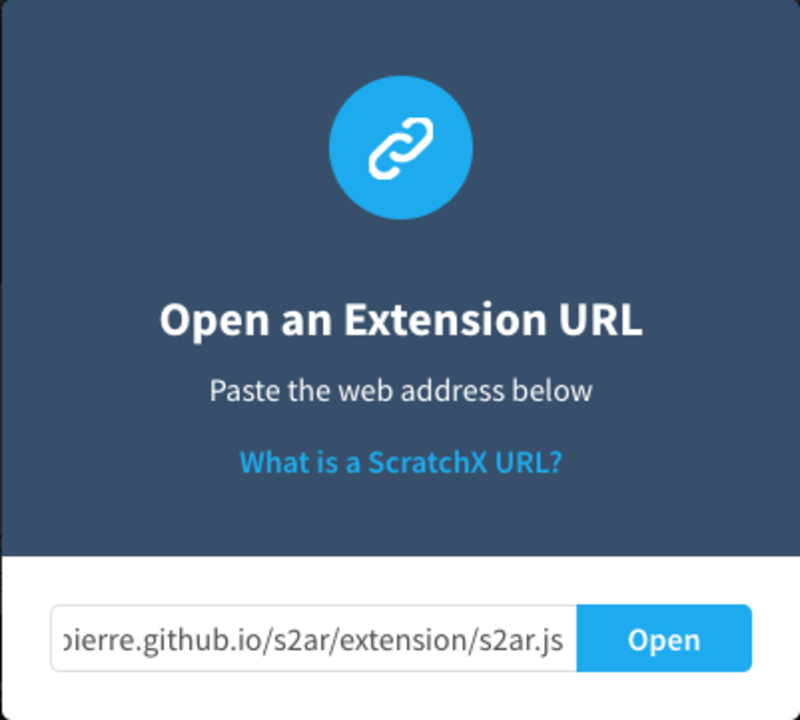 Open an Extension URL
Paste the web address below
What is a ScratchX URL?
pierre.github.io/s2ar/extension/s2ar.js
Open